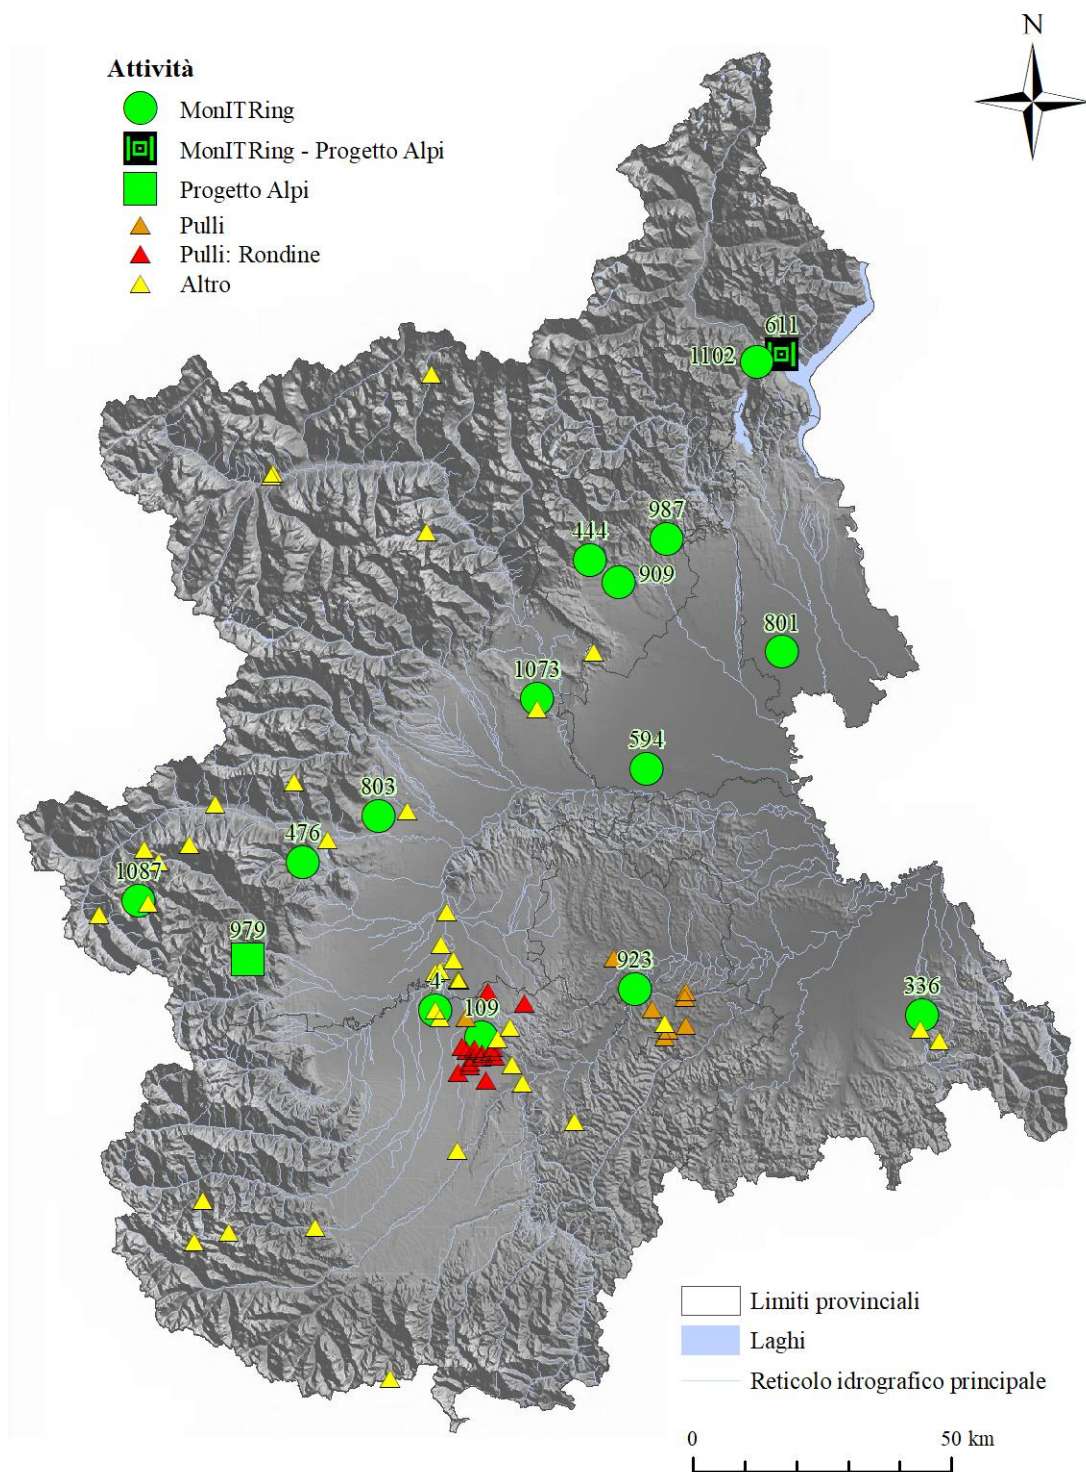 N
Attività
MonITRing
MonITRing - Progetto Alpi
Progetto Alpi
Pulli
Pulli: Rondine
Altro
611
1102
987
444
909
801
1073
594
803
476
1087
979
923
4
109
336
Limiti provinciali
Laghi
Reticolo idrografico principale
0 50 km